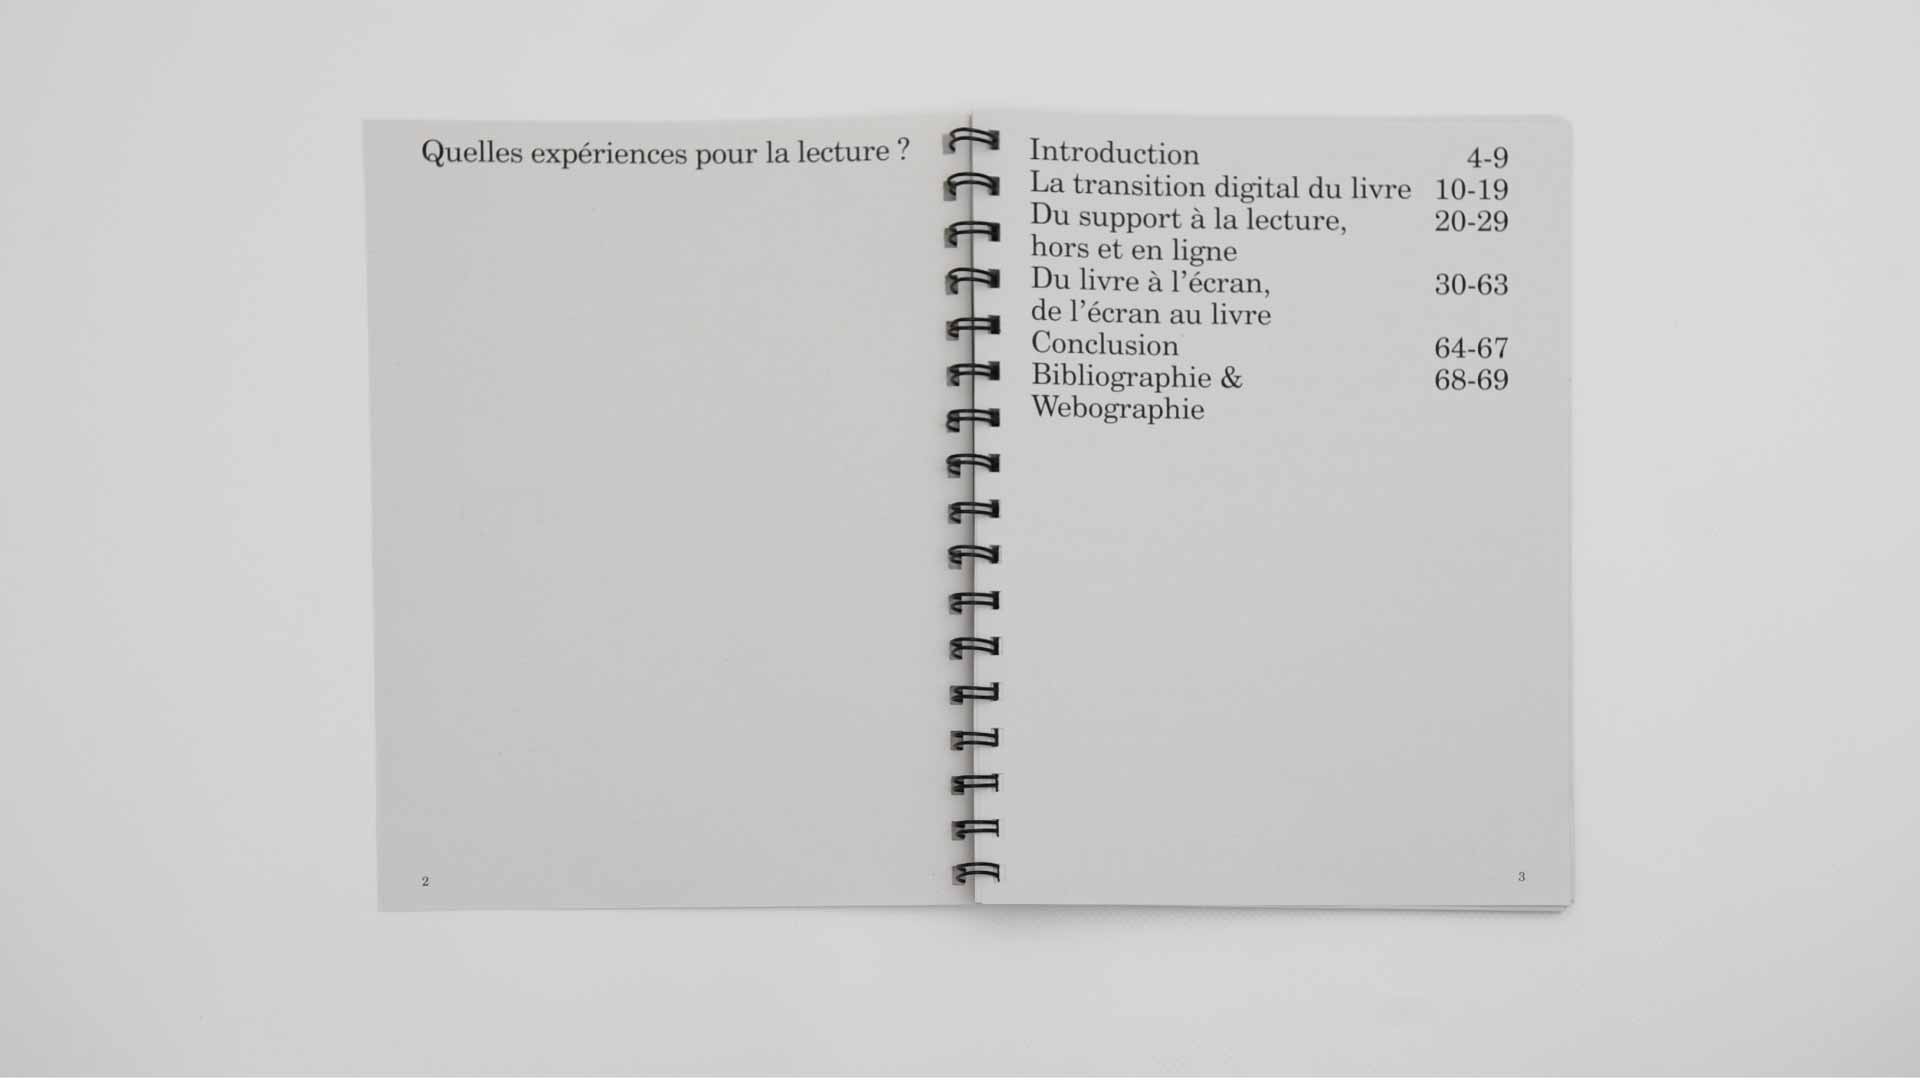 Quelles expériences pour la lecture ?
2
Introduction 4-9
La transition digital du livre 10-19
Du support à la lecture, 20-29
hors et en ligne
Du livre à l’écran, 30-63
de l’écran au livre
Conclusion 64-67
Bibliographie & 68-69
Webographie
3